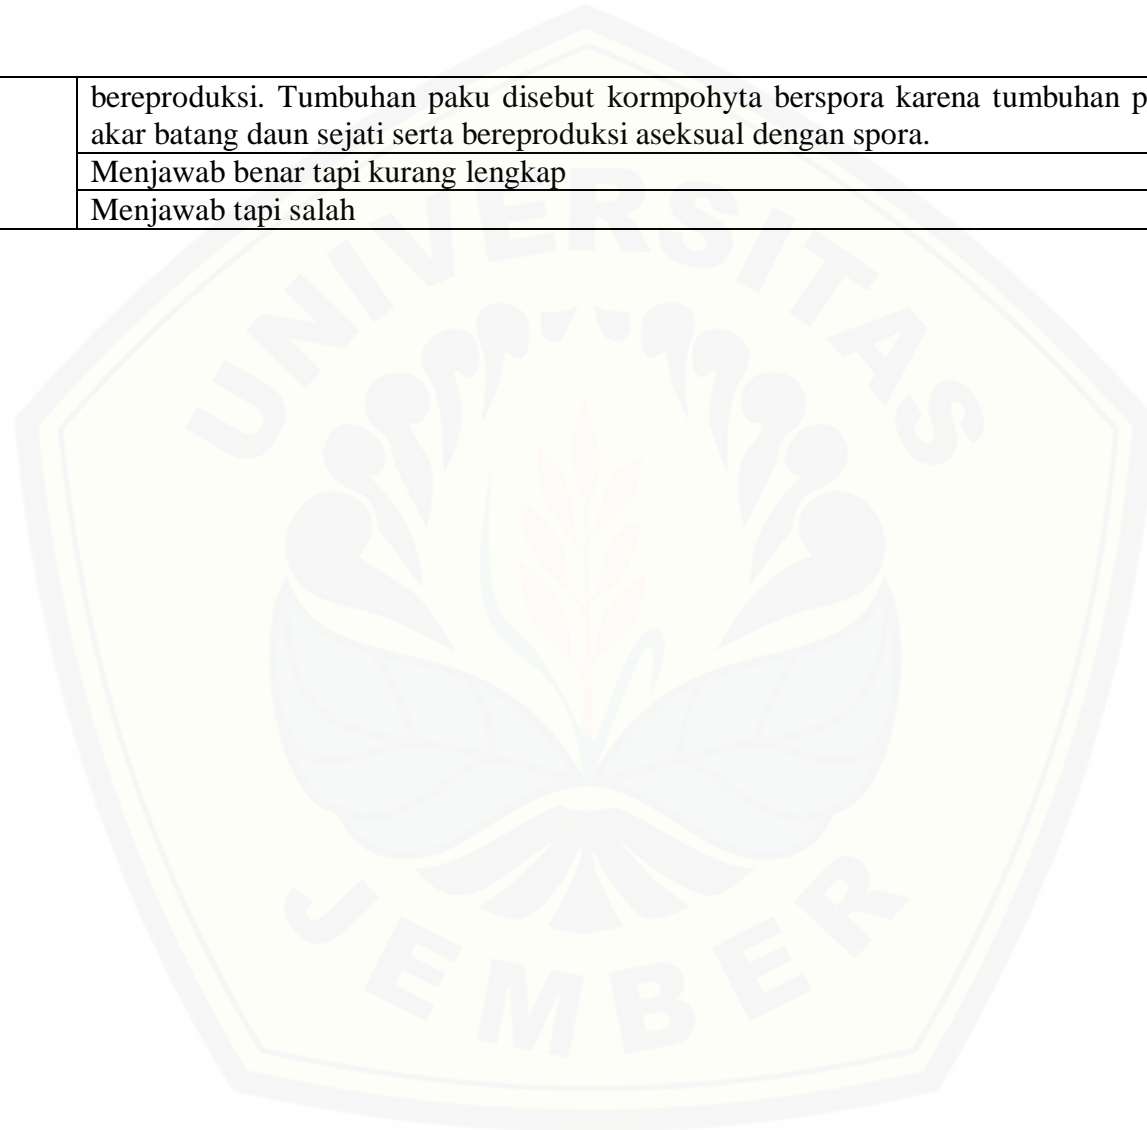 bereproduksi. Tumbuhan paku disebut kormpohyta berspora karena tumbuhan
akar batang daun sejati serta bereproduksi aseksual dengan spora.
Menjawab benar tapi kurang lengkap
Menjawab tapi salah
UNIVERSITAS
JEMBER